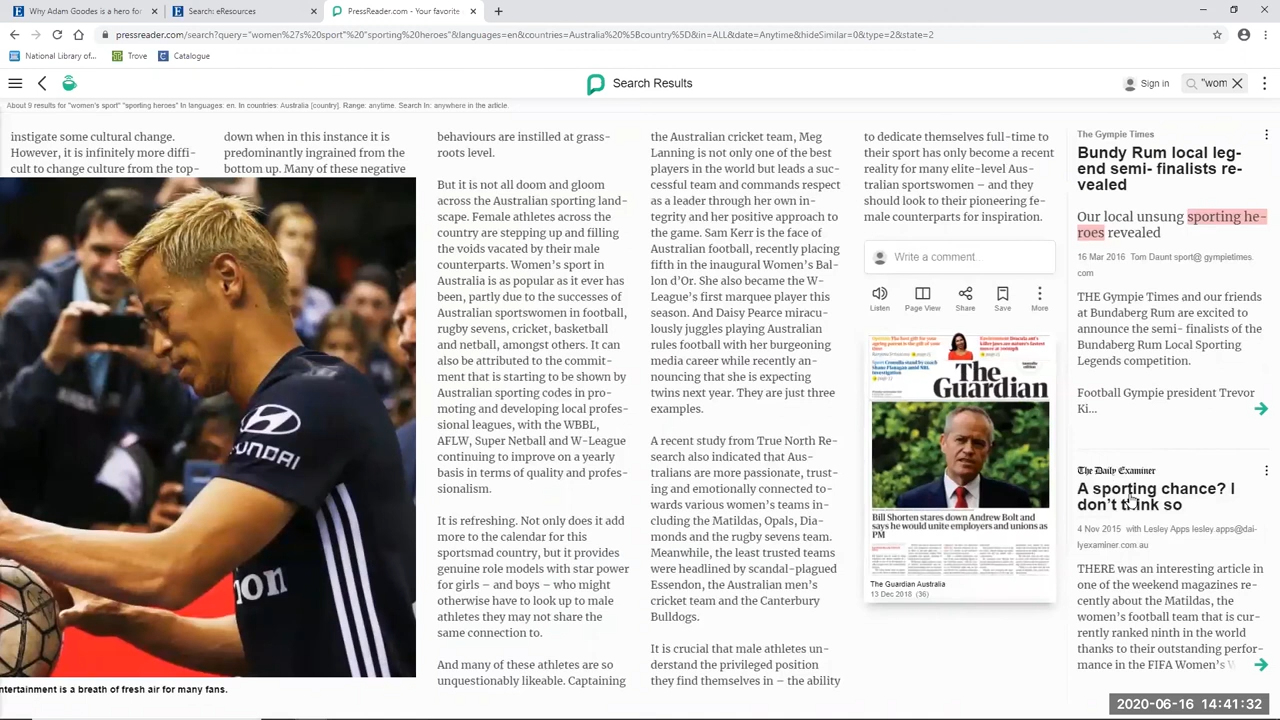 Why Adam Goodes is a hero for
Search: eResources
PressReader.com - Your favorite
pressreader.com/search?query="women%27s%20sport"%20"sporting%20heroes"&languages=en&countries=Australia%20%5Bcountry%5D&in=ALL&date=Anytime&hideSimilar=0&type=2&state=2
National Library of...
Trove
Catalogue
Search Results
Sign in
"wom
About 9 results for "women's sport" "sporting heroes" In languages: en. In countries: Australia [country]. Range: anytime. Search In: anywhere in the article.
instigate some cultural change.
However, it is infinitely more diffi-
cult to change culture from the top-
down when in this instance it is
predominantly ingrained from the
bottom up. Many of these negative
HYUNDAI
ntertainment is a breath of fresh air for many fans.
behaviours are instilled at grass-
roots level.
But it is not all doom and gloom
across the Australian sporting land-
scape. Female athletes across the
country are stepping up and filling
the voids vacated by their male
counterparts. Women's sport in
Australia is as popular as it ever has
been, partly due to the successes of
Australian sportswomen in football,
rugby sevens, cricket, basketball
and netball, amongst others. It can
also be attributed to the commit-
ment that is starting to be shown by
Australian sporting codes in pro-
moting and developing local profes-
sional leagues, with the WBBL,
AFLW, Super Netball and W-League
continuing to improve on a yearly
basis in terms of quality and profes-
sionalism.
It is refreshing. Not only does it add
more to the calendar of this
sportsmad country, but it provides
genuine role models with star power
for girls – and boys – who might
otherwise have to look up to male
athletes they may not share the
same connection to.
And many of these athletes are so
unquestionably likeable. Captaining
the Australian cricket team, Meg
Lanning is not only one of the best
players in the world but leads a suc-
cessful team and commands respect
as a leader through her own in-
tegrity and her positive approach to
the game. Sam Kerr is the face of
Australian football, recently placing
fifth in the inaugural Women's Bal-
lon d'Or. She also became the W-
League's first marquee player this
season. And Daisy Pearce miracu-
lously juggles playing Australian
rules football with a burgeoning
media career while recently an-
nouncing that she is expecting
twins next year. They are just three
examples.
A recent study from True North Re-
search also indicated that Aus-
tralians are more passionate, trust-
ing and emotionally connected to-
wards various women's teams in-
cluding the Matildas, Opals, Dia-
monds and the rugby sevens team.
Meanwhile, the least trusted teams
were headlined by scandal-plagued
Essendon, the Australian men's
cricket team and the Canterbury
Bulldogs.
It is crucial that male athletes un-
derstand the privileged position
they find themselves in – the ability
to dedicate themselves full-time to
their sport has only become a recent
reality for many elite-level Aus-
tralian sportswomen – and they
should look to their pioneering fe-
male counterparts for inspiration.
Write a comment...
Listen
Page View
Share
Save
More
The
Guardian
Bill Shorten stares down Andrew Bolt and
says he would unite employers and unions as
PM
The Guardian Australia
13 Dec 2018 (36)
The Gympie Times
Bundy Rum local leg-
end semi- finalists re-
vealed
Our local unsung sporting he-
roes revealed
16 Mar 2016 Tom Daunt sport@ gympietimes.
com
THE Gympie Times and our friends
at Bundaberg Rum are excited to
announce the semi- finalists of the
Bundaberg Rum Local Sporting
Legends competition.
Football Gympie president Trevor
Ki...
The Daily Examiner
A sporting chance? I
don't think so
4 Nov 2015 with Lesley Apps lesley.apps@dai-
lyexaminer.com.au
THERE was an interesting article in
one of the weekend magazines re-
cently about the Matildas, the
women's football team that is cur-
rently ranked ninth in the world
thanks to their outstanding perfor-
mance in the FIFA Women's W
2020-06-16 14:41:32